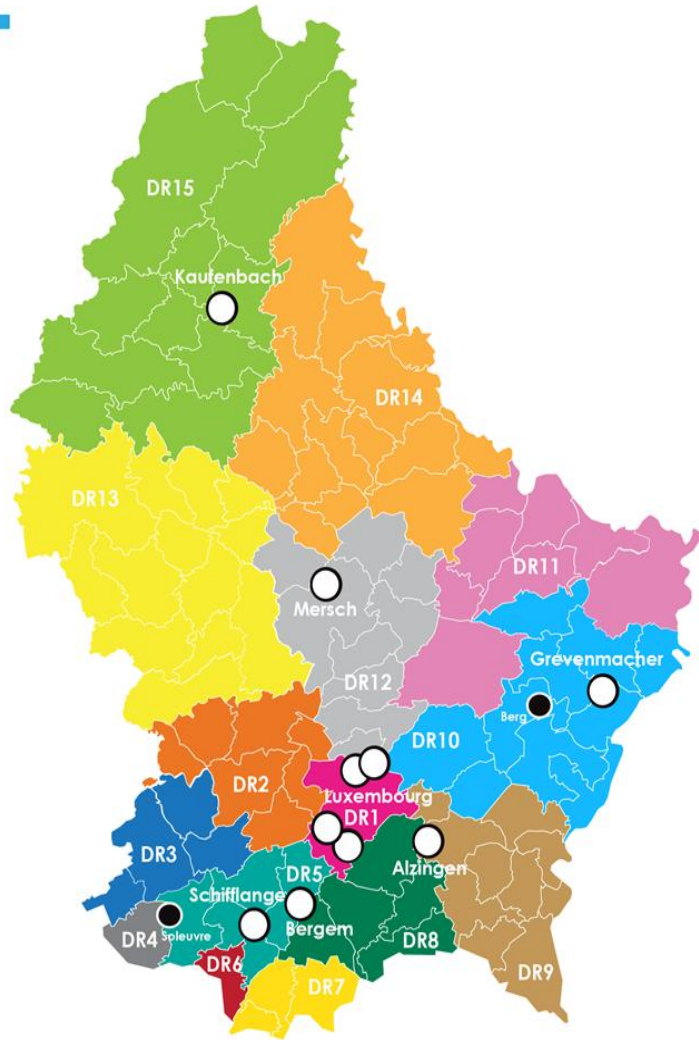 DR15
Kautenbach
DR14
DR13
DR11
Mersch
Grevenmacher
DR12
Berg
DR10
DR2
Luxembourg
DR1
DR3
Alzingen
DR5
Schifflange
Bergem
Soleuvre
DR4
DR8
DR6
DR9
DR7